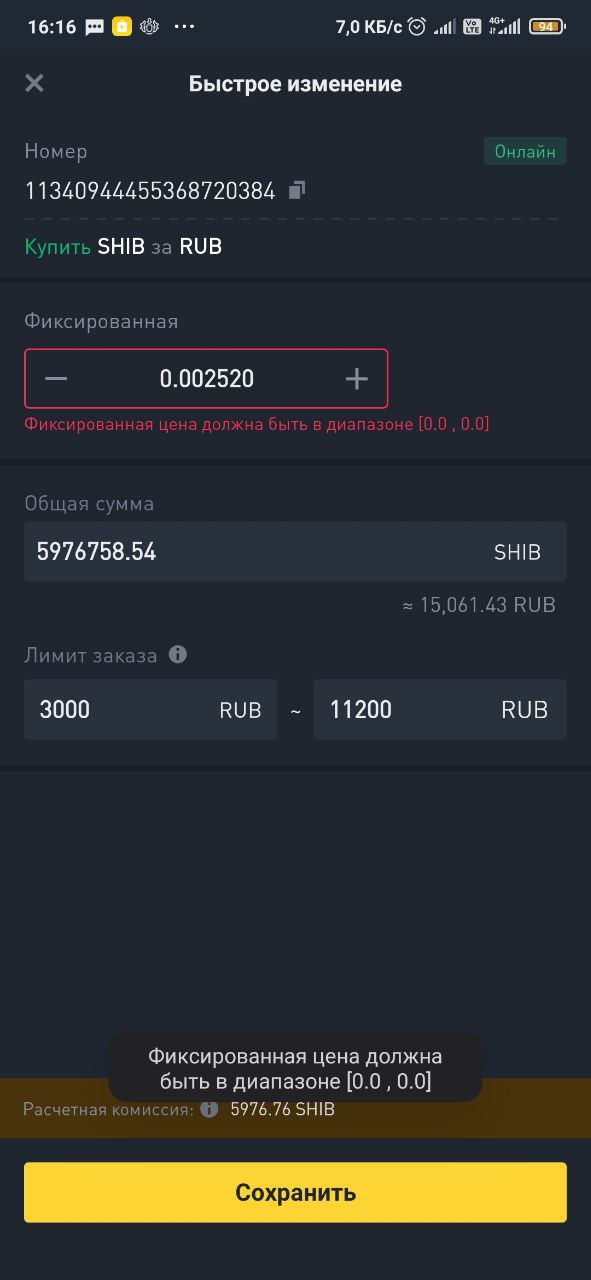 16:16
7,0 КБ/с
Vo LTE
4G+
94
Быстрое изменение
Номер
Онлайн
11340944455368720384
Купить SHIB за RUB
Фиксированная
0.002520
Фиксированная цена должна быть в диапазоне [0.0 , 0.0]
Общая сумма
5976758.54 SHIB
≈ 15,061.43 RUB
Лимит заказа
3000 RUB ~ 11200 RUB
Фиксированная цена должна
быть в диапазоне [0.0 , 0.0]
Расчетная комиссия: 5976.76 SHIB
Сохранить